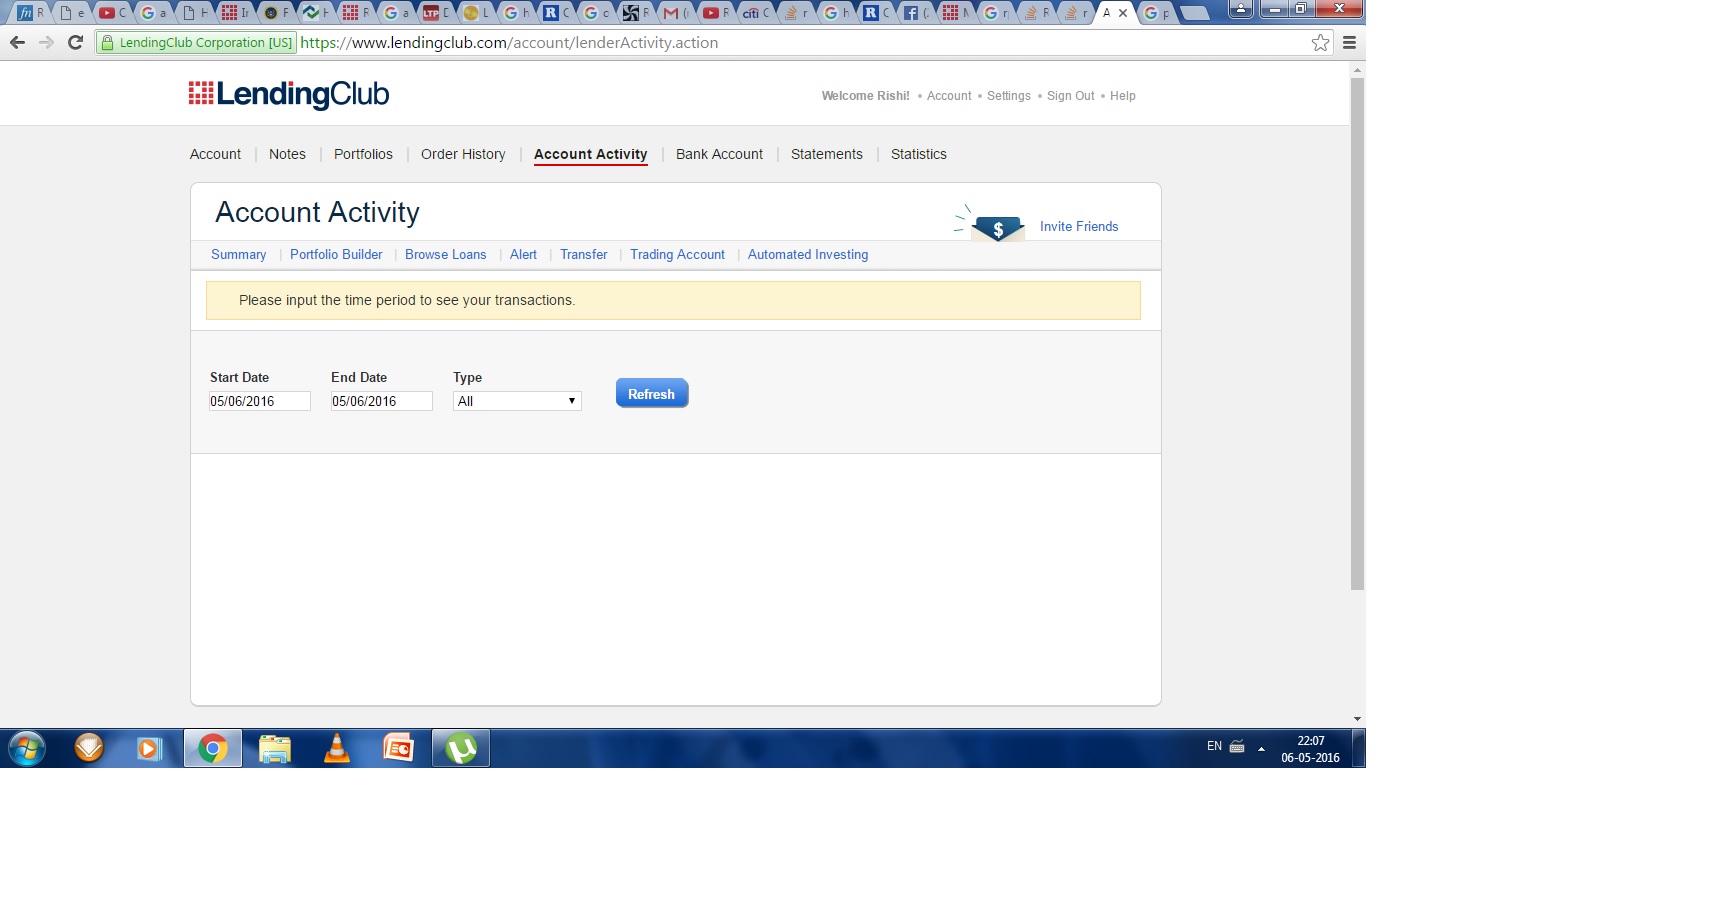 LendingClub Corporation [US] https://www.lendingclub.com/account/lenderActivity.action
LendingClub
Welcome Rishi! • Account • Settings • Sign Out • Help
Account | Notes | Portfolios | Order History | Account Activity | Bank Account | Statements | Statistics
Account Activity
$ Invite Friends
Summary | Portfolio Builder | Browse Loans | Alert | Transfer | Trading Account | Automated Investing
Please input the time period to see your transactions.
Start Date End Date Type
05/06/2016 05/06/2016 All
Refresh
EN
22:07
06-05-2016